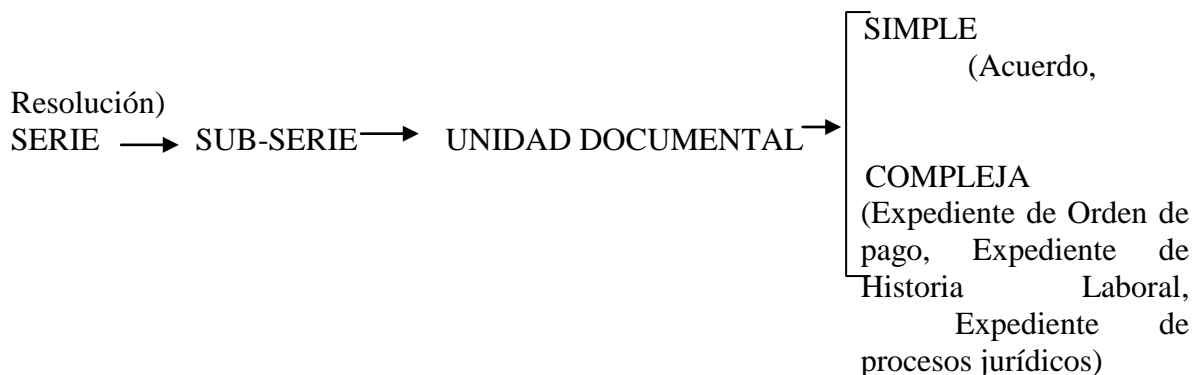 SIMPLE
(Acuerdo,
Resolución)
SERIE SUB-SERIE UNIDAD DOCUMENTAL
COMPLEJA
(Expediente de Orden de
pago, Expediente de
Historia Laboral,
Expediente de
procesos jurídicos)